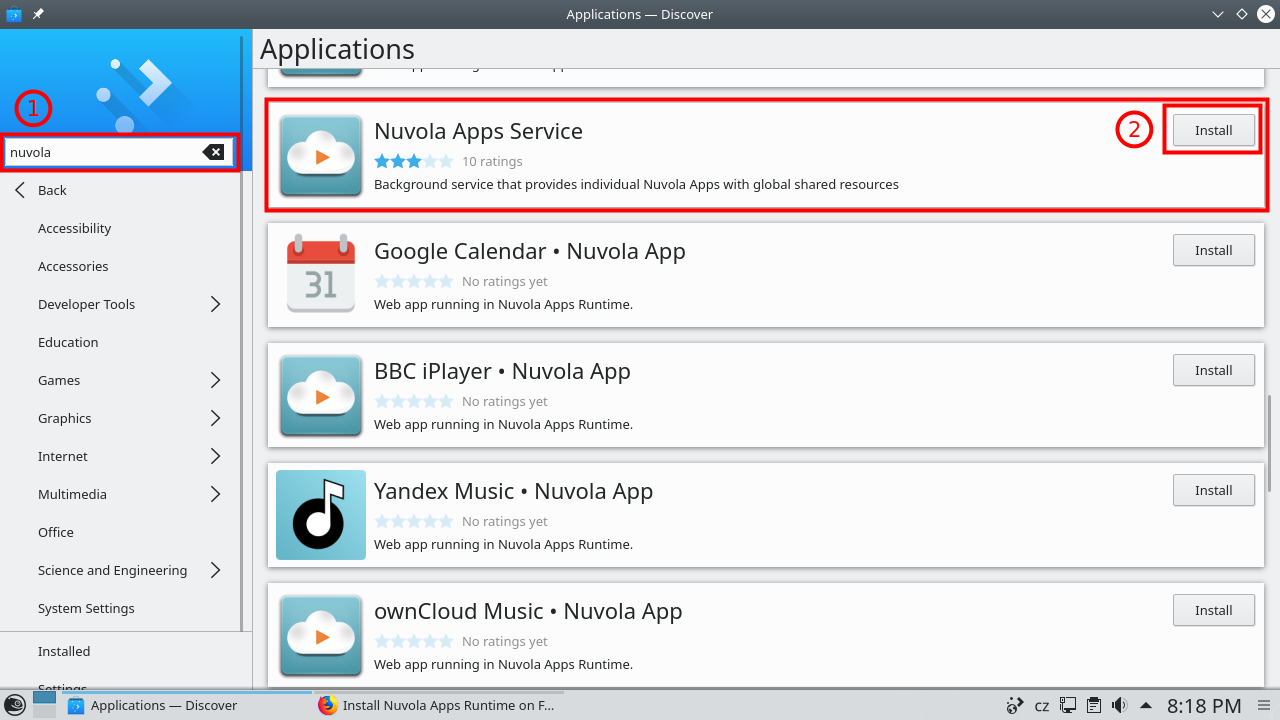 Applications — Discover
1
nuvola
Back
Accessibility
Accessories
Developer Tools
Education
Games
Graphics
Internet
Multimedia
Office
Science and Engineering
System Settings
Installed
Settings
Applications
Nuvola Apps Service
2
Install
10 ratings
Background service that provides individual Nuvola Apps with global shared resources
31
Google Calendar • Nuvola App
Install
No ratings yet
Web app running in Nuvola Apps Runtime.
BBC iPlayer • Nuvola App
Install
No ratings yet
Web app running in Nuvola Apps Runtime.
Yandex Music • Nuvola App
Install
No ratings yet
Web app running in Nuvola Apps Runtime.
ownCloud Music • Nuvola App
Install
No ratings yet
Web app running in Nuvola Apps Runtime.
Applications — Discover
Install Nuvola Apps Runtime on F...
cz
8:18 PM